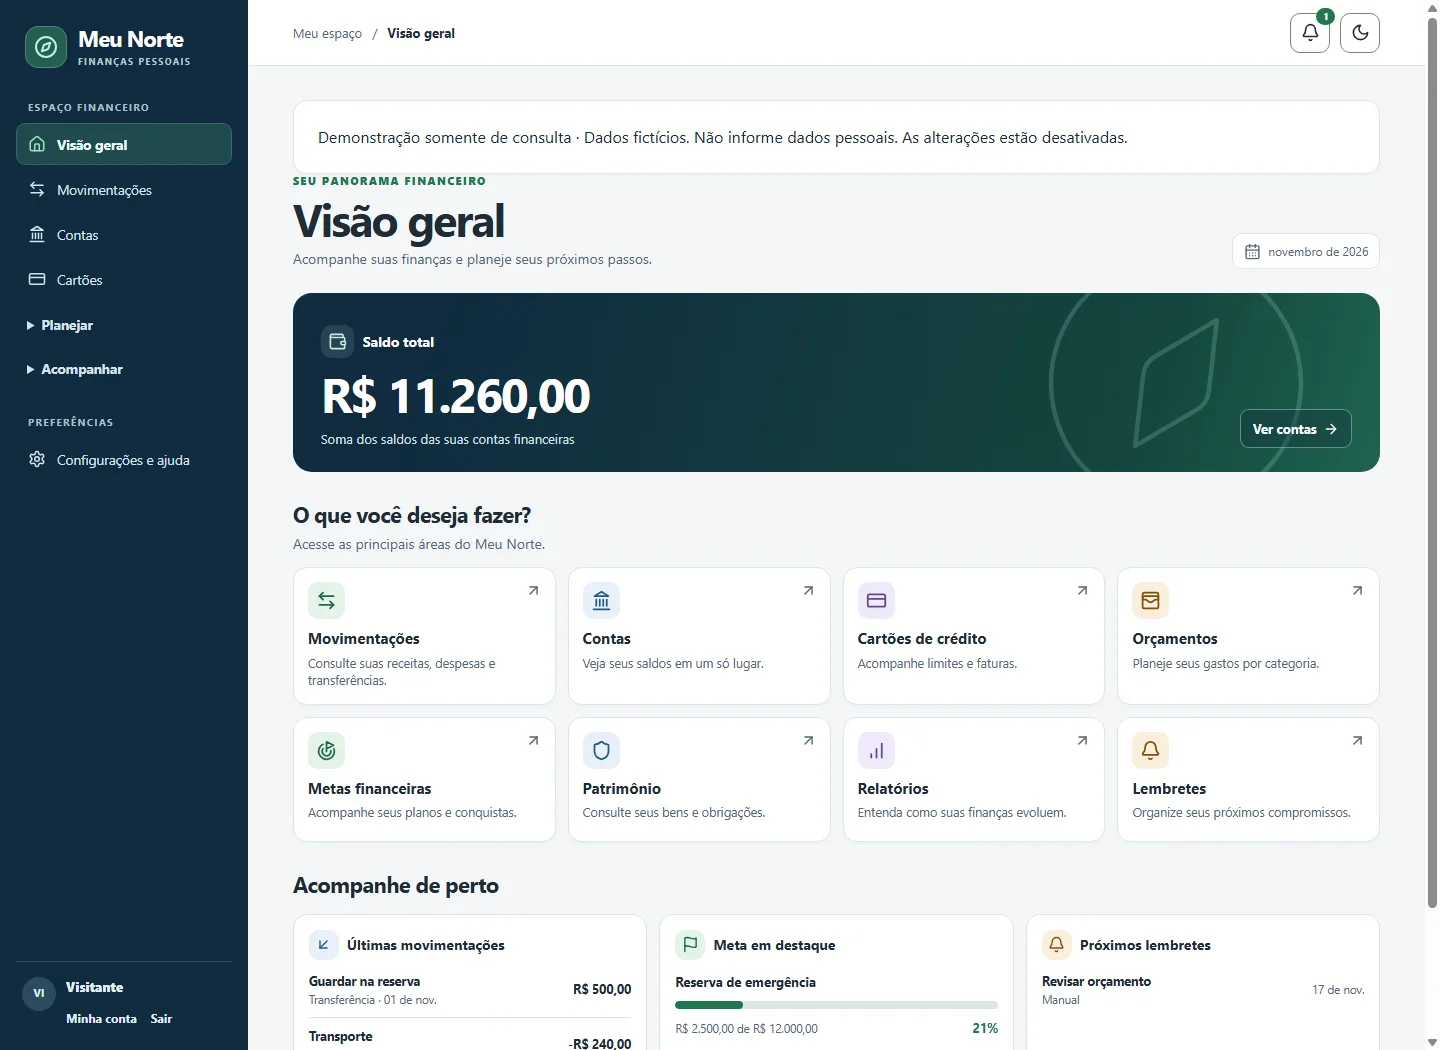 Meu Norte
FINANÇAS PESSOAIS
ESPAÇO FINANCEIRO
Visão geral
Movimentações
Contas
Cartões
Planejar
Acompanhar
PREFERÊNCIAS
Configurações e ajuda
VI
Visitante
Minha conta Sair
Meu espaço / Visão geral
1
Demonstração somente de consulta · Dados fictícios. Não informe dados pessoais. As alterações estão desativadas.
SEU PANORAMA FINANCEIRO
Visão geral
Acompanhe suas finanças e planeje seus próximos passos.
novembro de 2026
Saldo total
R$ 11.260,00
Soma dos saldos das suas contas financeiras
Ver contas
O que você deseja fazer?
Acesse as principais áreas do Meu Norte.
Movimentações
Consulte suas receitas, despesas e
transferências.
Contas
Veja seus saldos em um só lugar.
Cartões de crédito
Acompanhe limites e faturas.
Orçamentos
Planeje seus gastos por categoria.
Metas financeiras
Acompanhe seus planos e conquistas.
Patrimônio
Consulte seus bens e obrigações.
Relatórios
Entenda como suas finanças evoluem.
Lembretes
Organize seus próximos compromissos.
Acompanhe de perto
Últimas movimentações
Guardar na reserva
Transferência · 01 de nov.
R$ 500,00
Transporte
-R$ 240,00
Meta em destaque
Reserva de emergência
R$ 2.500,00 de R$ 12.000,00
21%
Próximos lembretes
Revisar orçamento
Manual
17 de nov.